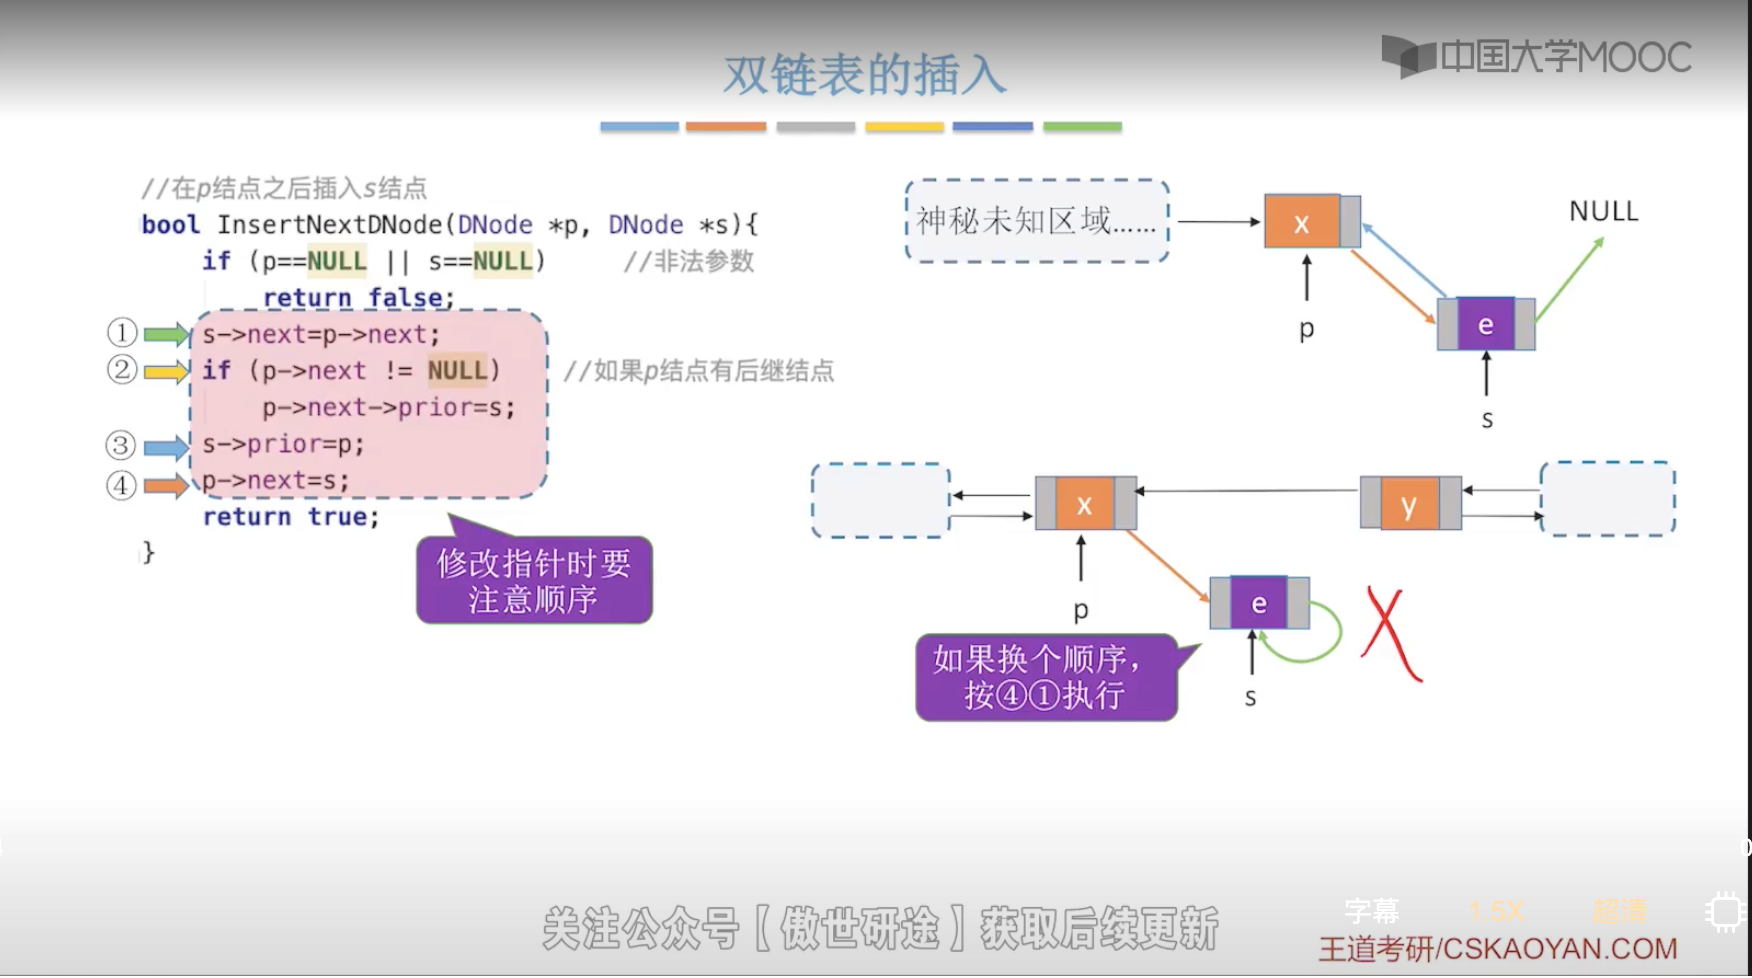 中国大学MOOC
双链表的插入
//在p结点之后插入s结点
bool InsertNextDNode(DNode *p, DNode *s){
if (p==NULL || s==NULL) //非法参数
return false;
① s->next=p->next;
② if (p->next != NULL) //如果p结点有后继结点
p->next->prior=s;
③ s->prior=p;
④ p->next=s;
return true;
}
修改指针时要
注意顺序
神秘未知区域……
x
NULL
p
e
s
x
y
p
e
如果换个顺序，
按④①执行
s
关注公众号【傲世研途】获取后续更新
字幕
1.5X
超清
王道考研/CSKAOYAN.COM